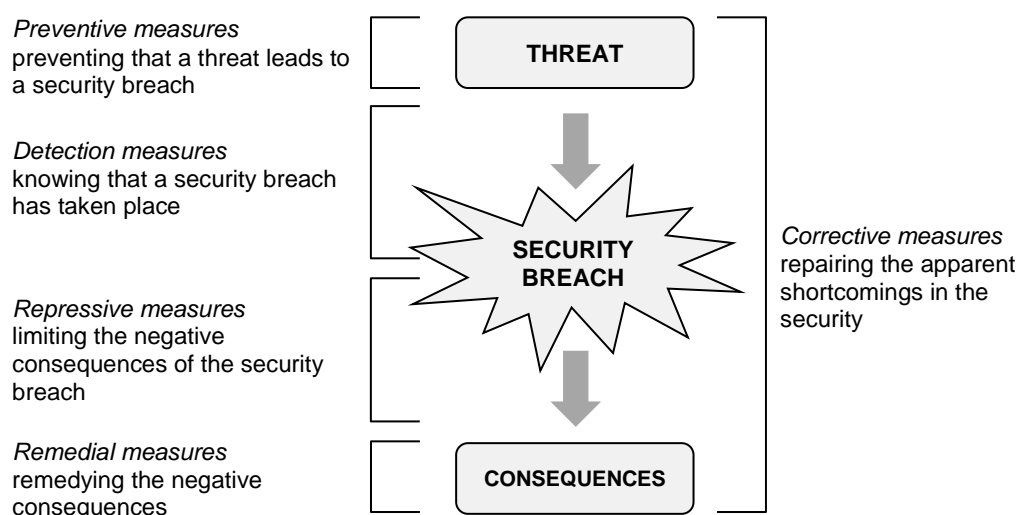 Preventive measures
preventing that a threat leads to
a security breach
THREAT
Detection measures
knowing that a security breach
has taken place
SECURITY
BREACH
Corrective measures
repairing the apparent
shortcomings in the
security
Repressive measures
limiting the negative
consequences of the security
breach
Remedial measures
remedying the negative
consequences
CONSEQUENCES